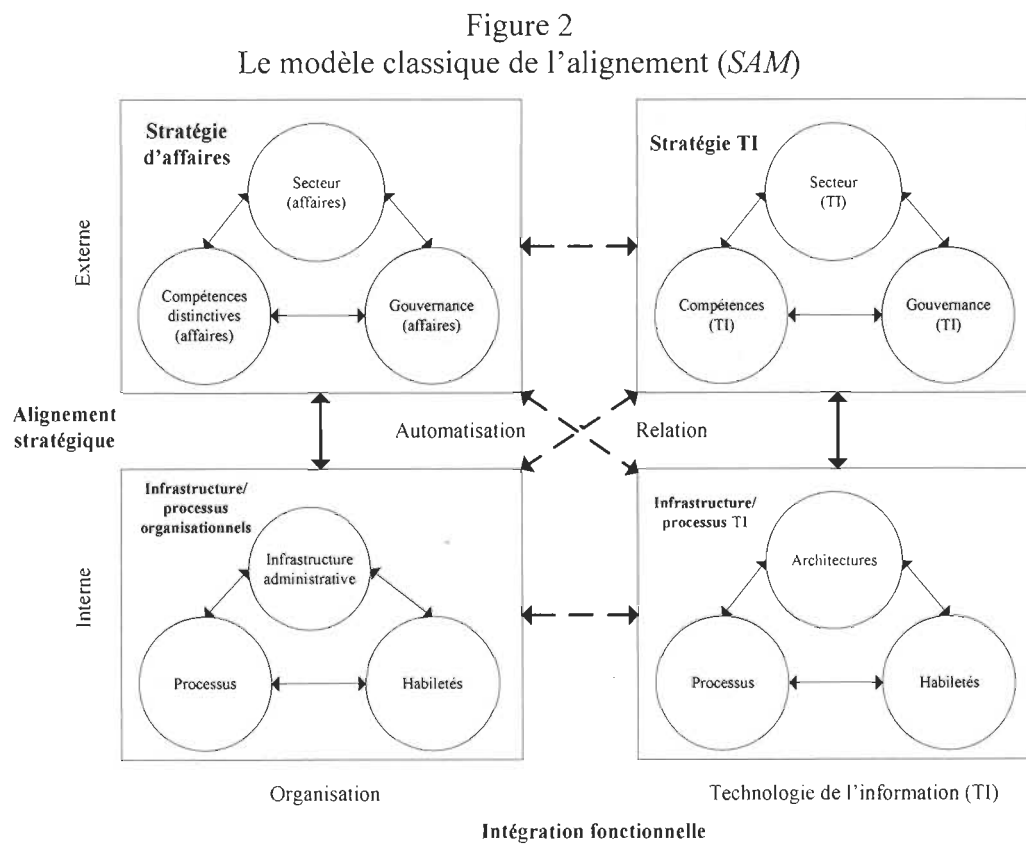 Figure 2
Le modèle classique de l'alignement (SAM)
Stratégie
d'affaires
Secteur
(affaires)
Compétences
distinctives
(affaires)
Gouvernance
(affaires)
Stratégie TI
Secteur
(TI)
Compétences
(TI)
Gouvernance
(TI)
Externe
Alignement
stratégique
Automatisation
Relation
Infrastructure/
processus
organisationnels
Infrastructure
administrative
Processus
Habiletés
Infrastructure/
processus TI
Architectures
Processus
Habiletés
Interne
Organisation
Technologie de l'information (TI)
Intégration fonctionnelle